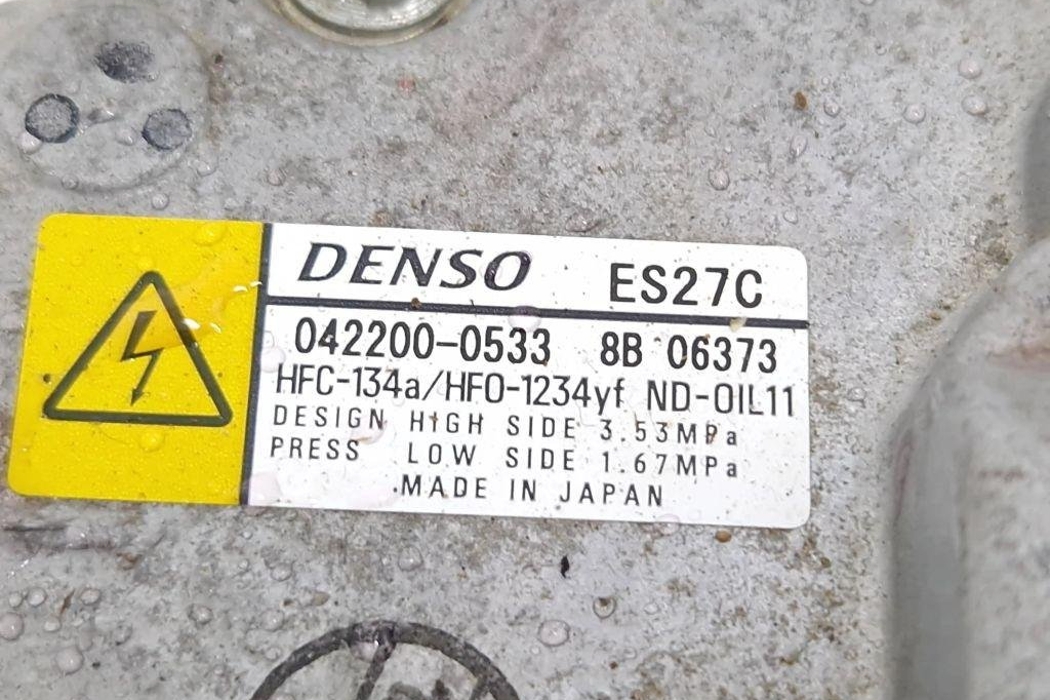 DENSO ES27C
042200-0533 8B 06373
HFC-134a/HFO-1234yf ND-OIL11
DESIGN HIGH SIDE 3.53MPa
PRESS LOW SIDE 1.67MPa
MADE IN JAPAN